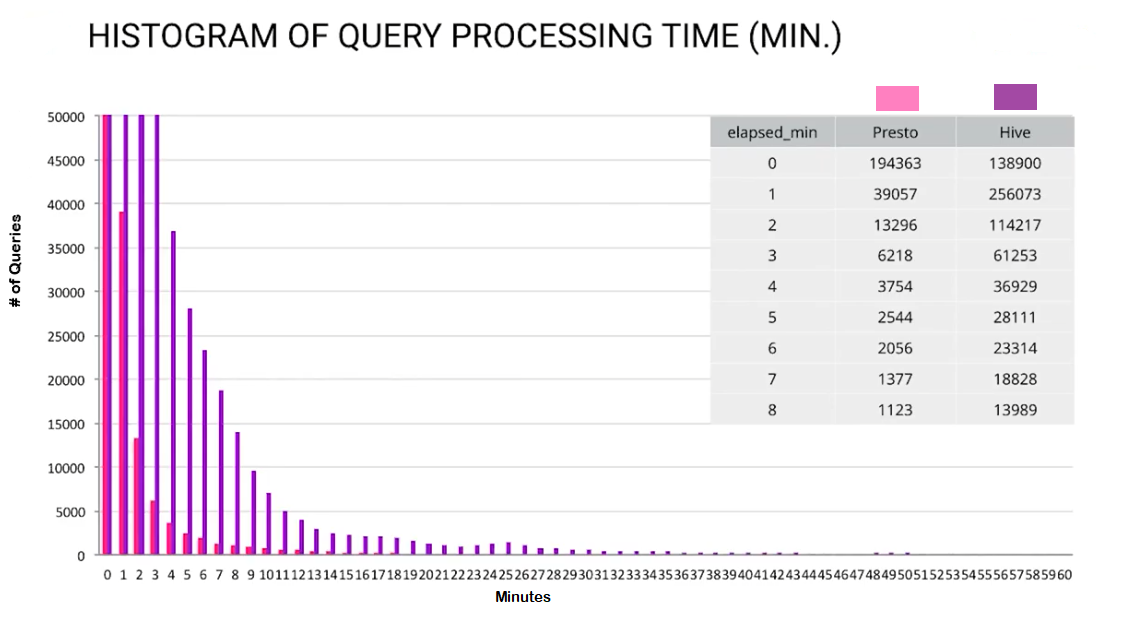 HISTOGRAM OF QUERY PROCESSING TIME (MIN.)
elapsed_min Presto Hive
0 194363 138900
1 39057 256073
2 13296 114217
3 6218 61253
4 3754 36929
5 2544 28111
6 2056 23314
7 1377 18828
8 1123 13989
# of Queries
50000
45000
40000
35000
30000
25000
20000
15000
10000
5000
0
0 1 2 3 4 5 6 7 8 9 10 11 12 13 14 15 16 17 18 19 20 21 22 23 24 25 26 27 28 29 30 31 32 33 34 35 36 37 38 39 40 41 42 43 44 45 46 47 48 49 50 51 52 53 54 55 56 57 58 59 60
Minutes